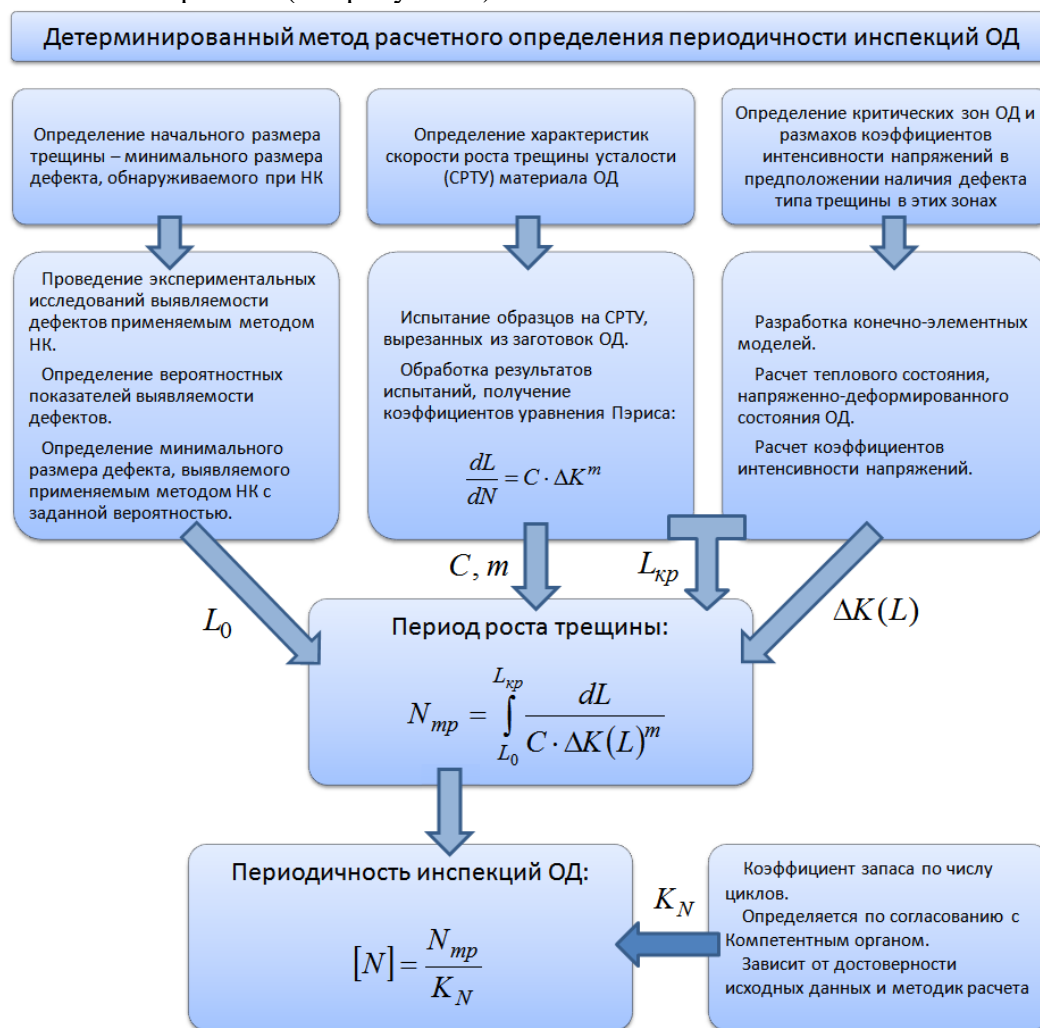 Детерминированный метод расчетного определения периодичности инспекций ОД
Определение начального размера
трещины – минимального размера
дефекта, обнаруживаемого при НК
Определение характеристик
скорости роста трещины усталости
(СРТУ) материала ОД
Определение критических зон ОД и
размахов коэффициентов
интенсивности напряжений в
предположении наличия дефекта
типа трещины в этих зонах
Проведение экспериментальных
исследований выявляемости
дефектов применяемым методом
НК.
Определение вероятностных
показателей выявляемости
дефектов.
Определение минимального
размера дефекта, выявляемого
применяемым методом НК с
заданной вероятностью.
Испытание образцов на СРТУ,
вырезанных из заготовок ОД.
Обработка результатов
испытаний, получение
коэффициентов уравнения Пэриса:
dL/dN = C · ΔK^m
Разработка конечно-элементных
моделей.
Расчет теплового состояния,
напряженно-деформированного
состояния ОД.
Расчет коэффициентов
интенсивности напряжений.
L_0
C, m
L_кр
ΔK(L)
Период роста трещины:
N_тр = ∫_{L_0}^{L_кр} dL / (C · ΔK(L)^m)
Периодичность инспекций ОД:
[N] = N_тр / K_N
K_N
Коэффициент запаса по числу
циклов.
Определяется по согласованию с
Компетентным органом.
Зависит от достоверности
исходных данных и методик расчета